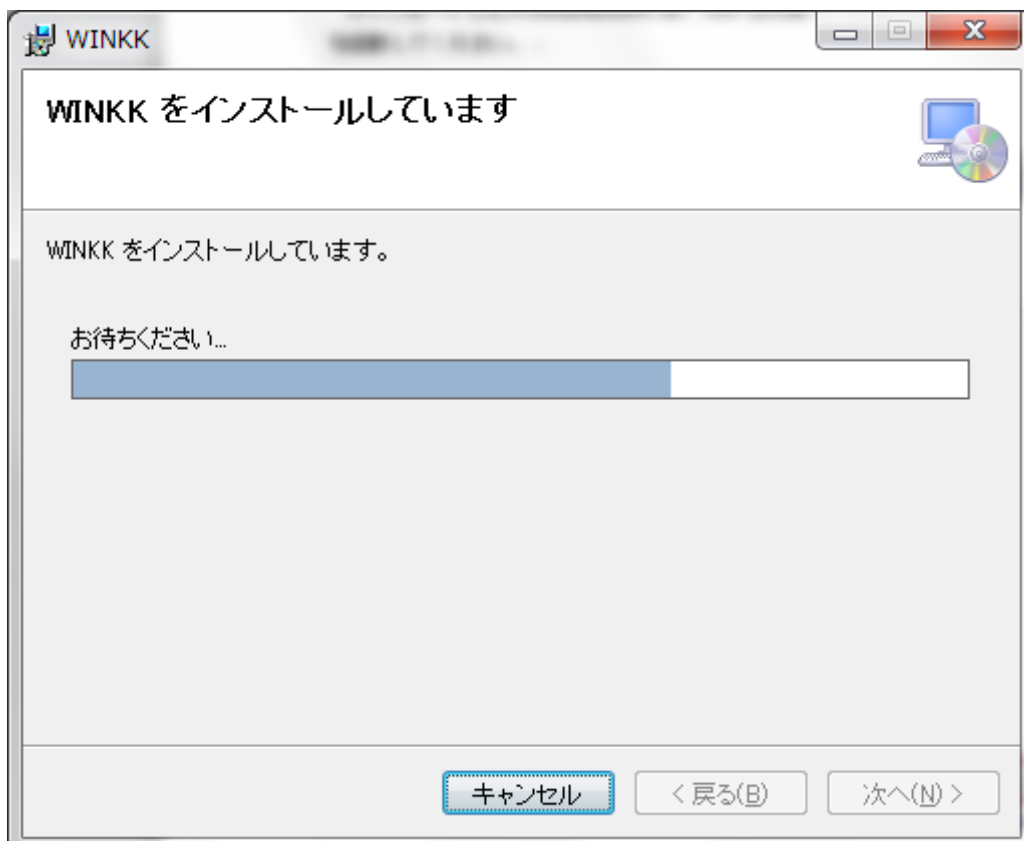 WINKK
WINKK をインストールしています
WINKK をインストールしています。
お待ちください...
キャンセル
< 戻る(B)
次へ(N) >